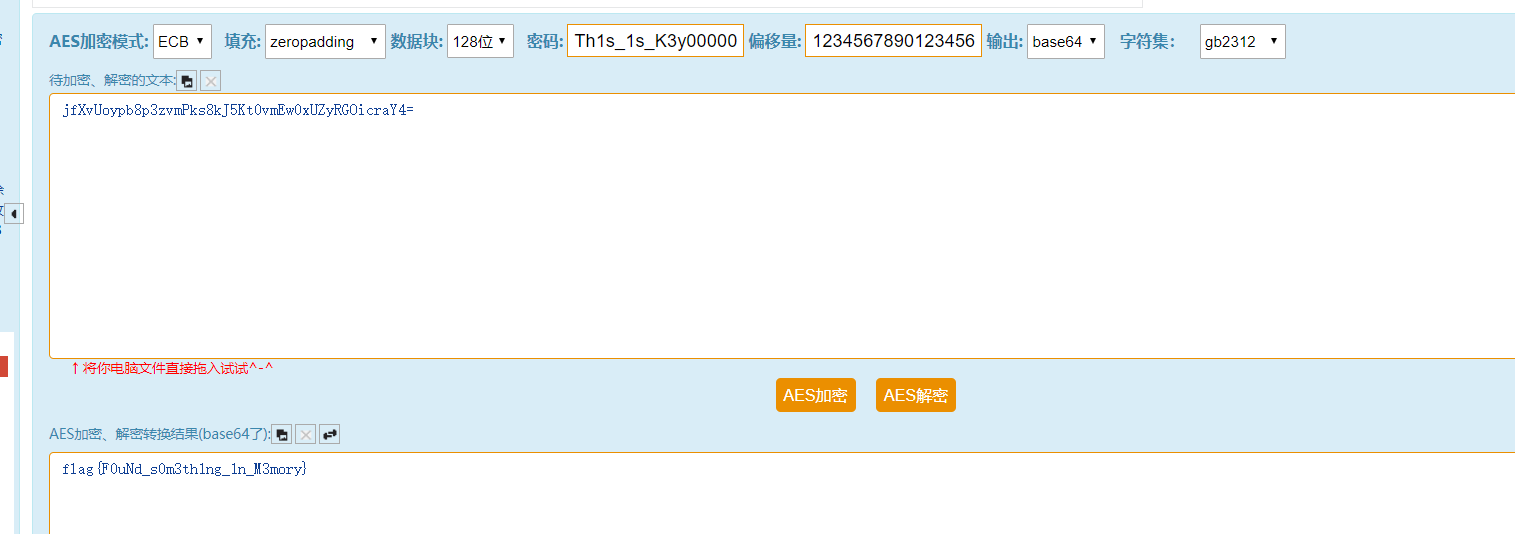 AES加密模式: ECB 填充: zeropadding 数据块: 128位 密码: Th1s_1s_K3y00000 偏移量: 1234567890123456 输出: base64 字符集: gb2312
待加密、解密的文本:
jfXvUoypb8p3zvmPks8kJ5Kt0vmEw0xUZyRGOicraY4=
↑将你电脑文件直接拖入试试^-^
AES加密 AES解密
AES加密、解密转换结果(base64了):
flag{F0uNd_s0m3th1ng_1n_M3mory}